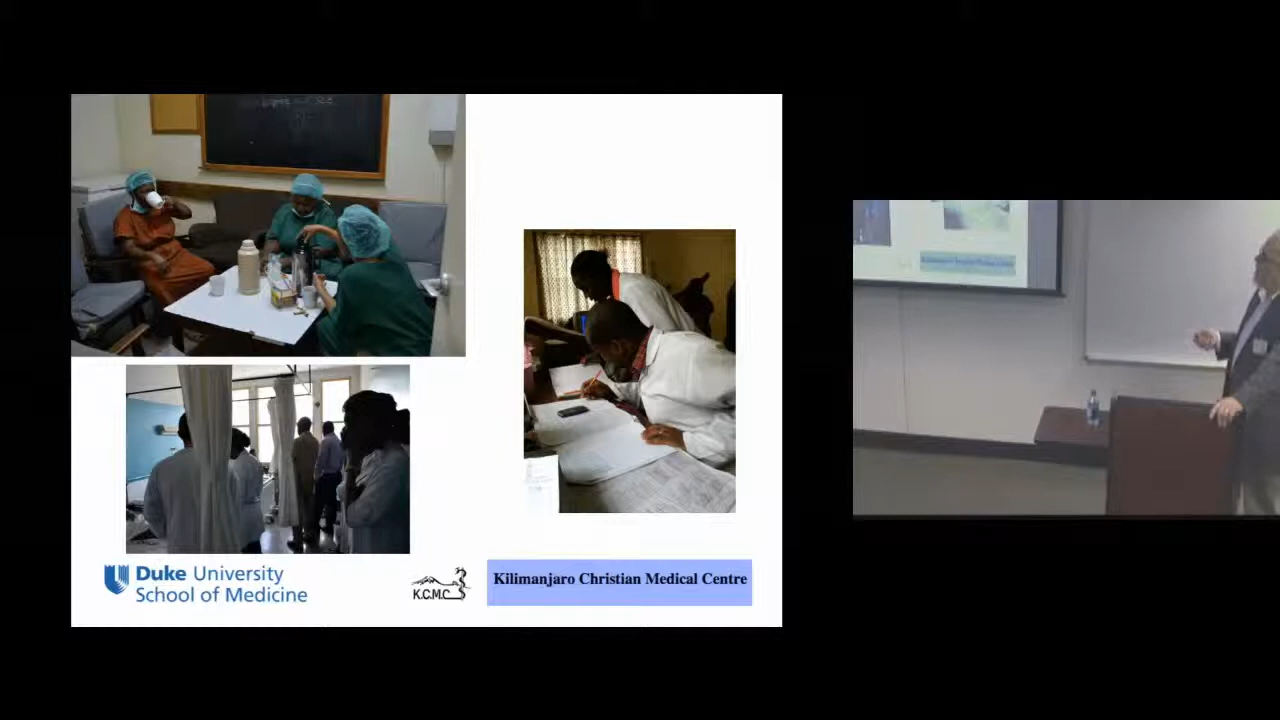 Duke University
School of Medicine
K.C.M.C
Kilimanjaro Christian Medical Centre